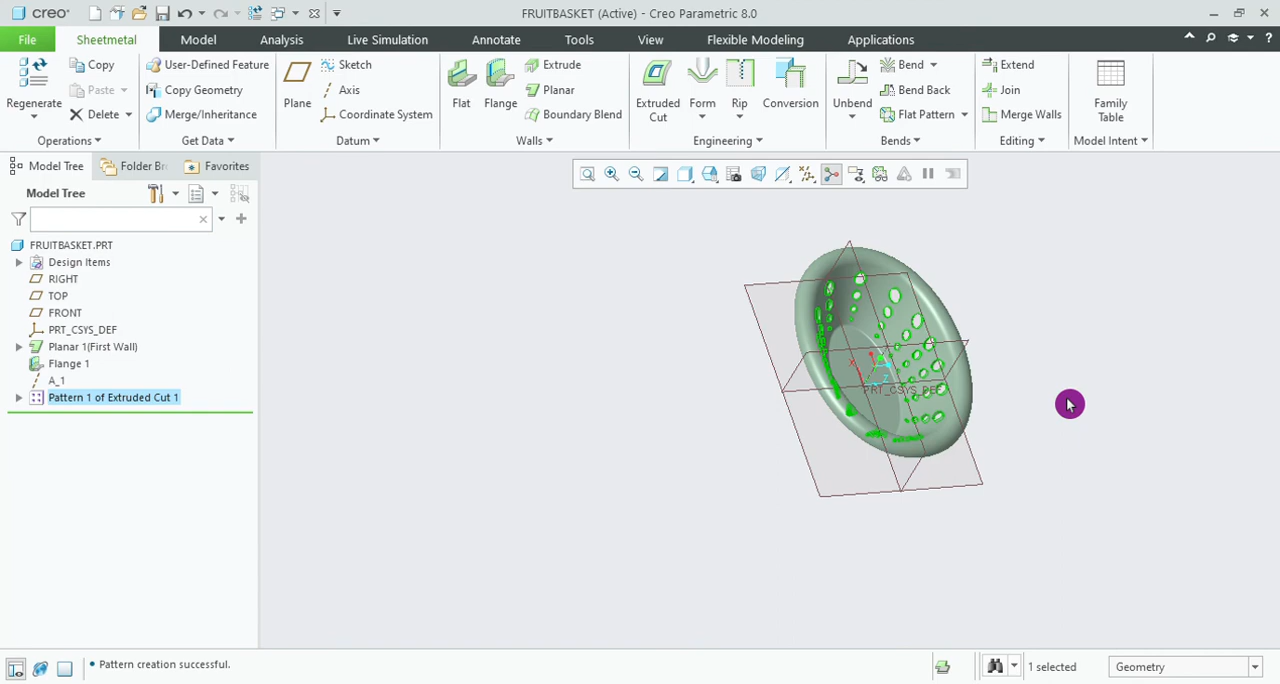 creo
FRUITBASKET (Active) - Creo Parametric 8.0
File
Sheetmetal
Model
Analysis
Live Simulation
Annotate
Tools
View
Flexible Modeling
Applications
Regenerate
Copy
Paste
Delete
Operations
User-Defined Feature
Copy Geometry
Merge/Inheritance
Get Data
Plane
Sketch
Axis
Coordinate System
Datum
Flat
Flange
Extrude
Planar
Boundary Blend
Walls
Extruded
Cut
Form
Rip
Conversion
Engineering
Unbend
Bend
Bend Back
Flat Pattern
Bends
Extend
Join
Merge Walls
Editing
Family
Table
Model Intent
Model Tree
Folder Br
Favorites
Model Tree
FRUITBASKET.PRT
Design Items
RIGHT
TOP
FRONT
PRT_CSYS_DEF
Planar 1(First Wall)
Flange 1
A_1
Pattern 1 of Extruded Cut 1
X
Z
PRT_CSYS_DEF
• Pattern creation successful.
1 selected
Geometry